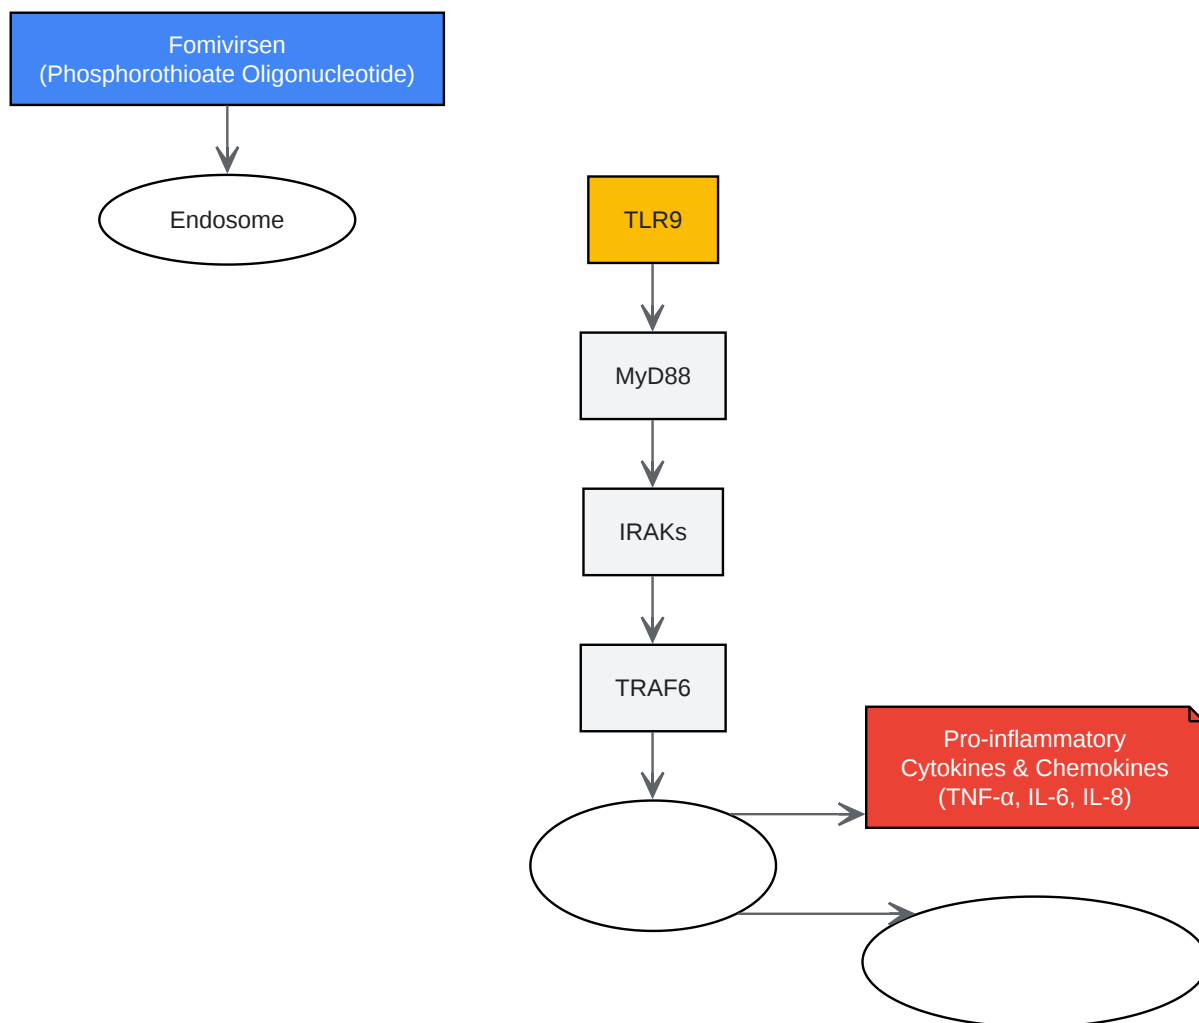 Fomivirsen
(Phosphorothioate Oligonucleotide)
Endosome
TLR9
MyD88
IRAKs
TRAF6
Pro-inflammatory
Cytokines & Chemokines
(TNF-α, IL-6, IL-8)